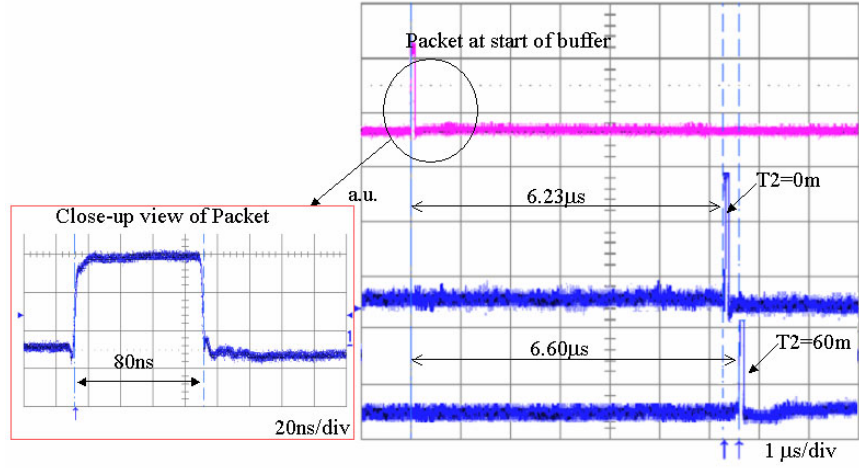 Packet at start of buffer
a.u.
6.23µs
T2=0m
Close-up view of Packet
80ns
1
20ns/div
6.60µs
T2=60m
1 µs/div